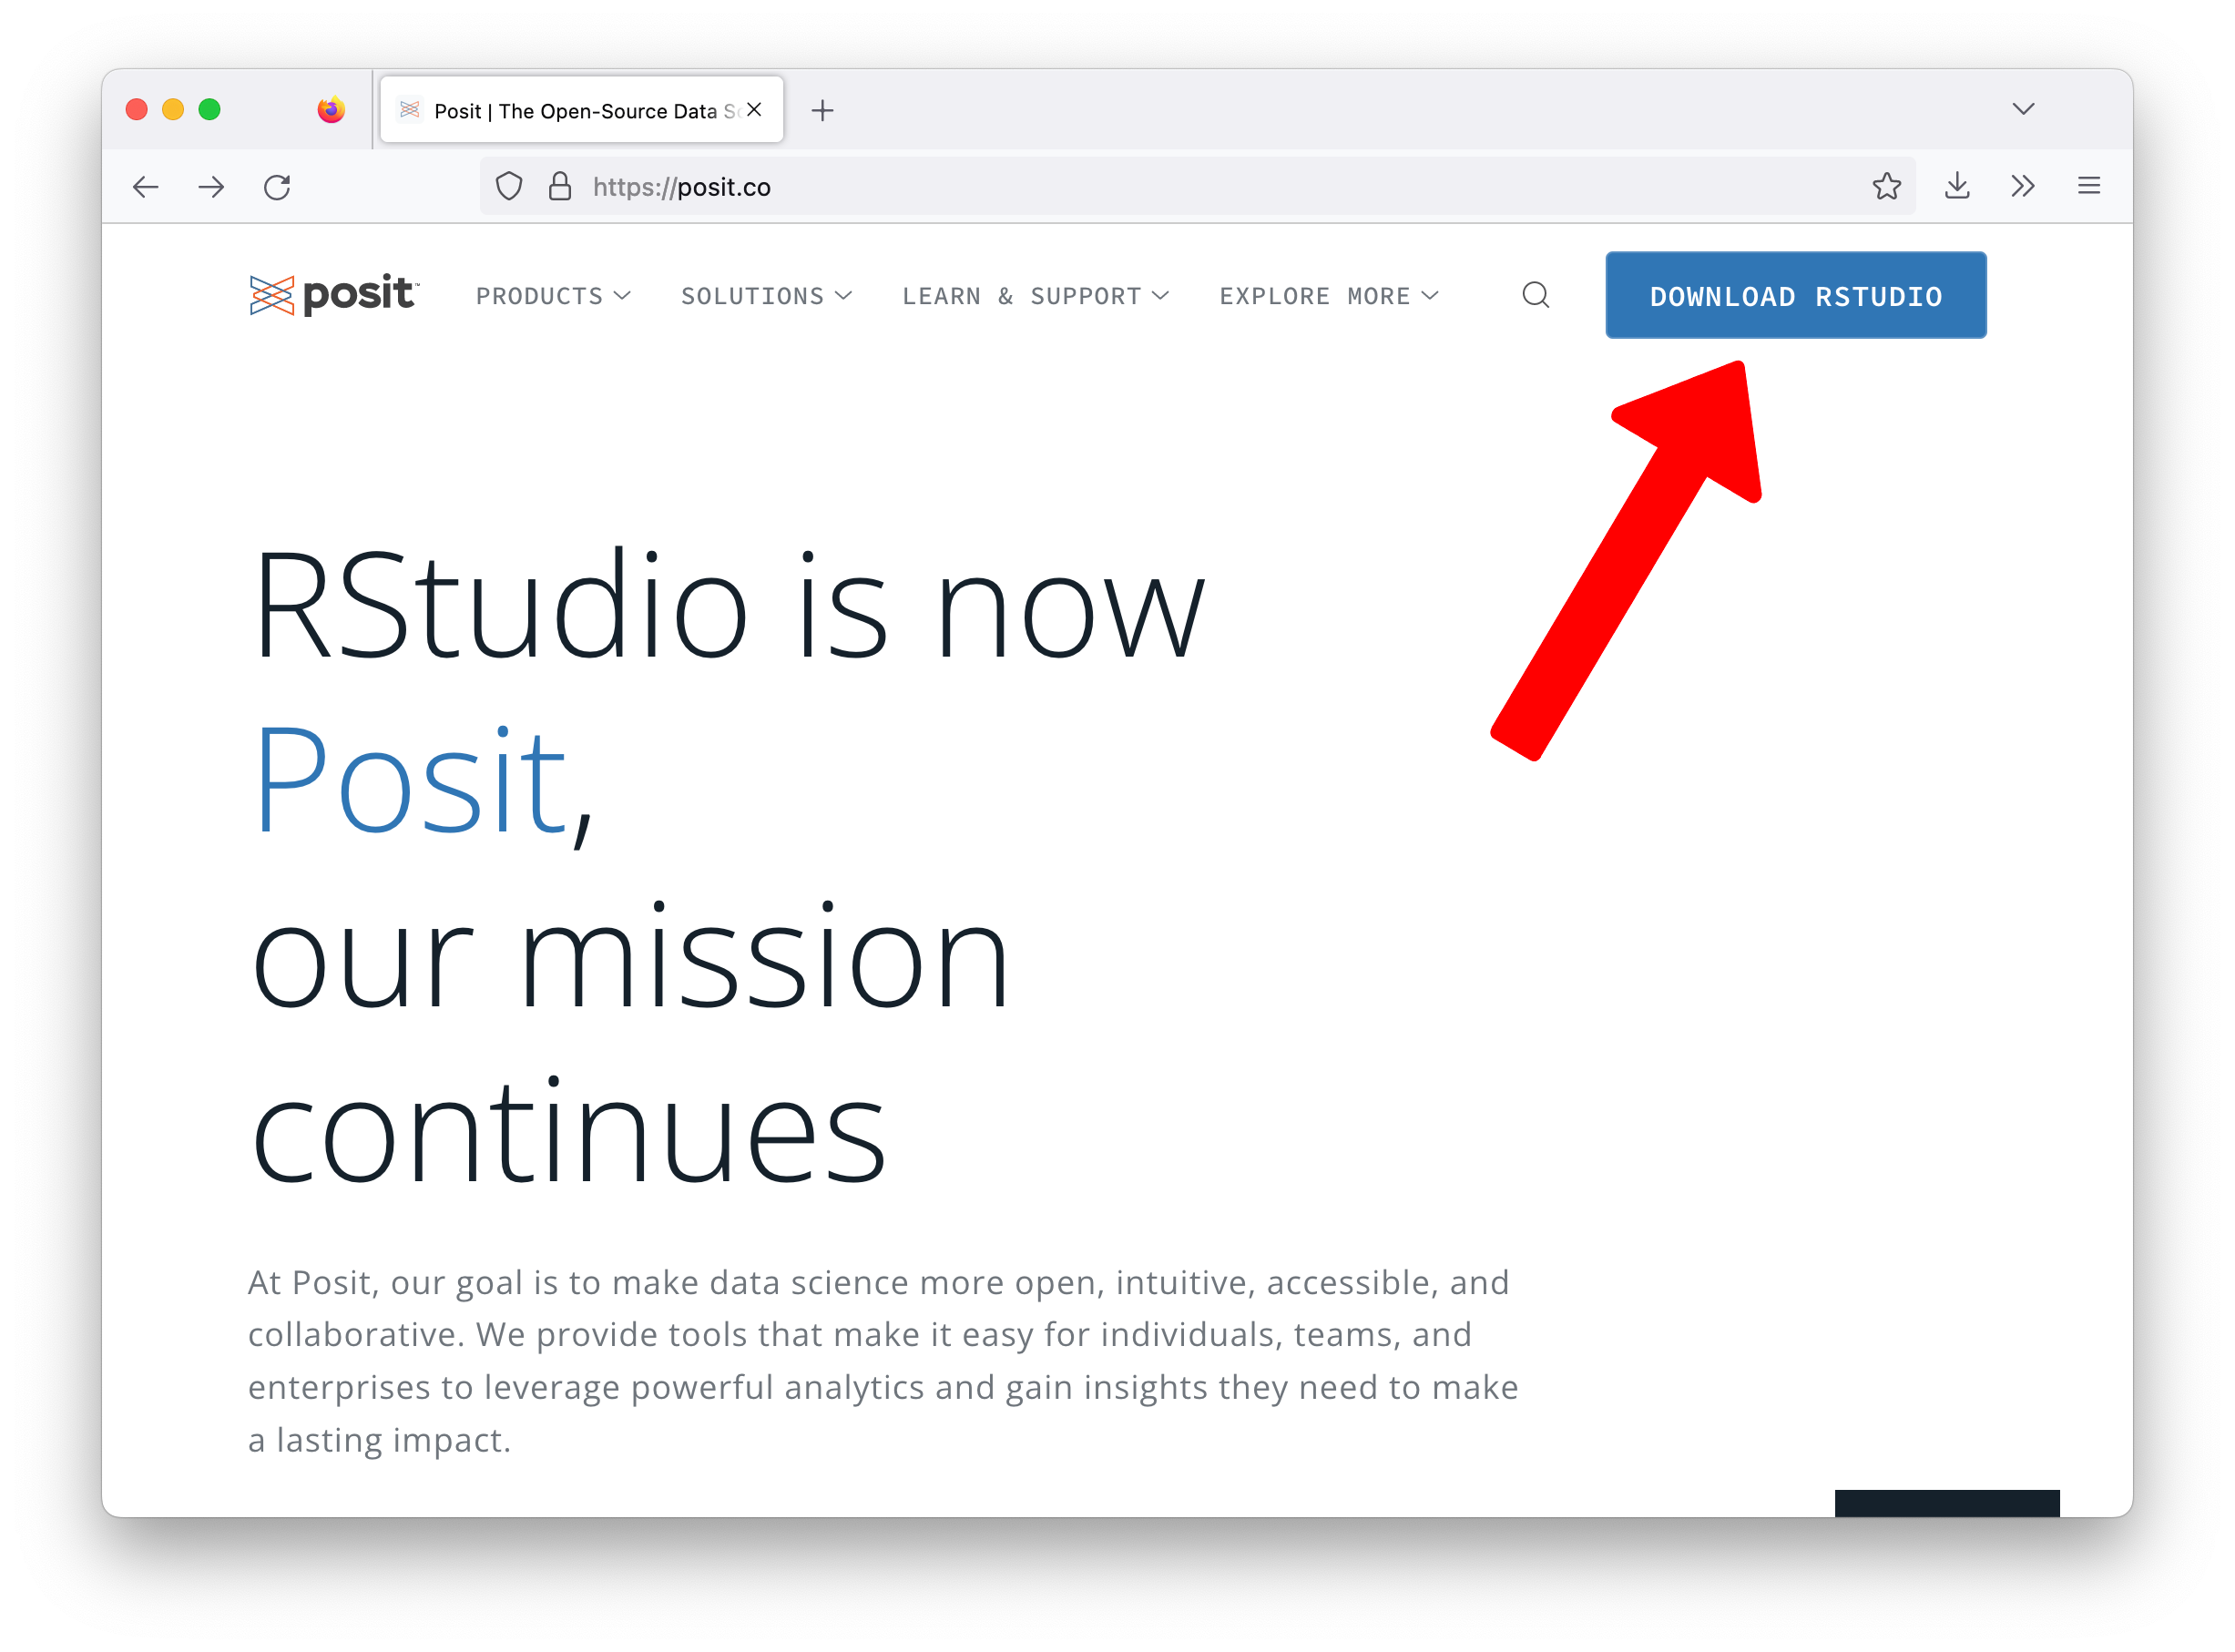 Posit | The Open-Source Data S
https://posit.co
posit™
PRODUCTS
SOLUTIONS
LEARN & SUPPORT
EXPLORE MORE
DOWNLOAD RSTUDIO
RStudio is now
Posit,
our mission
continues
At Posit, our goal is to make data science more open, intuitive, accessible, and
collaborative. We provide tools that make it easy for individuals, teams, and
enterprises to leverage powerful analytics and gain insights they need to make
a lasting impact.